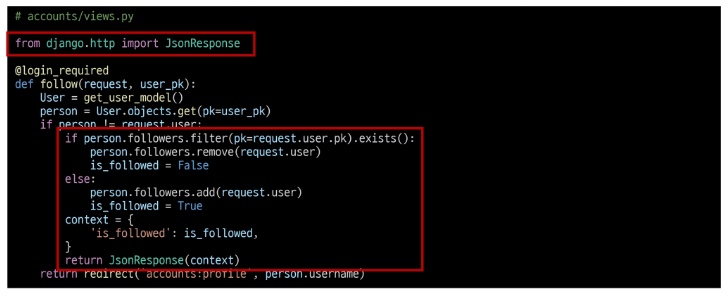 # accounts/views.py
from django.http import JsonResponse
@login_required
def follow(request, user_pk):
    User = get_user_model()
    person = User.objects.get(pk=user_pk)
    if person != request.user:
        if person.followers.filter(pk=request.user.pk).exists():
            person.followers.remove(request.user)
            is_followed = False
        else:
            person.followers.add(request.user)
            is_followed = True
        context = {
            'is_followed': is_followed,
        }
        return JsonResponse(context)
    return redirect('accounts:profile', person.username)